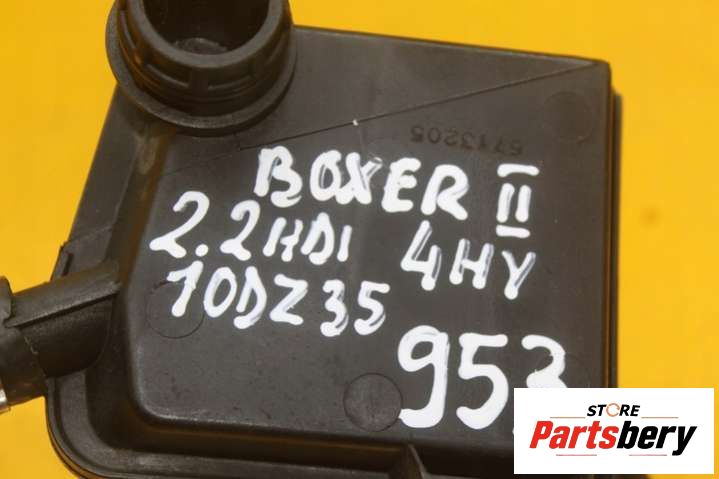 5713205
BOXER II
2.2HDI 4HY
10DZ35
953
STORE
Partsbery